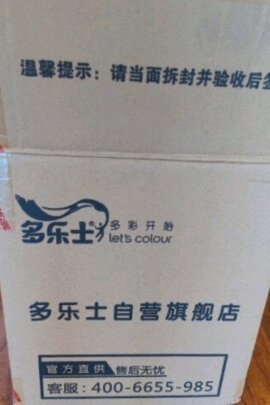 温馨提示：请当面拆封并验收后签
多乐士®
多彩开始
let's colour
多乐士自营旗舰店
官方直供 售后无忧
客服：400-6655-985